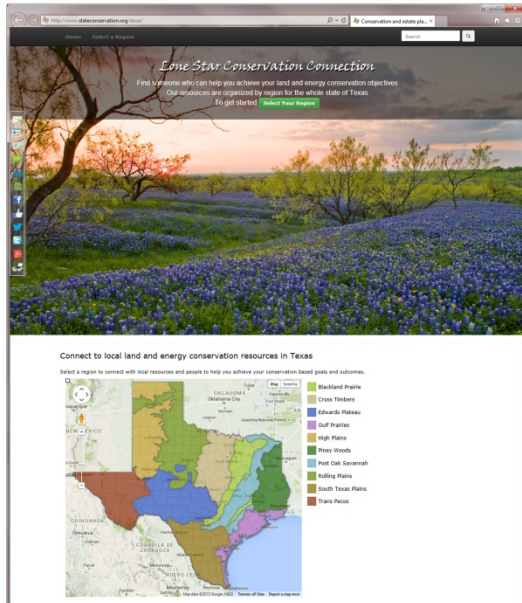 http://www.stateconservation.org/texas/
Conservation and estate pla...
Home Select a Region
Search
Lone Star Conservation Connection
Find someone who can help you achieve your land and energy conservation objectives
Our resources are organized by region for the whole state of Texas
To get started Select Your Region
Connect to local land and energy conservation resources in Texas
Select a region to connect with local resources and people to help you achieve your conservation based goals and outcomes.
Map Satellite
Tulsa
OKLAHOMA
Oklahoma City
NEW MEXICO
CHIHUAHUA
Chihuahua
COAHUILA DE ZARAGOZA
NUEVO LEON
Monterrey
Terms of Use Report a map error
Blackland Prairie
Cross Timbers
Edwards Plateau
Gulf Prairies
High Plains
Piney Woods
Post Oak Savannah
Rolling Plains
South Texas Plains
Trans Pecos